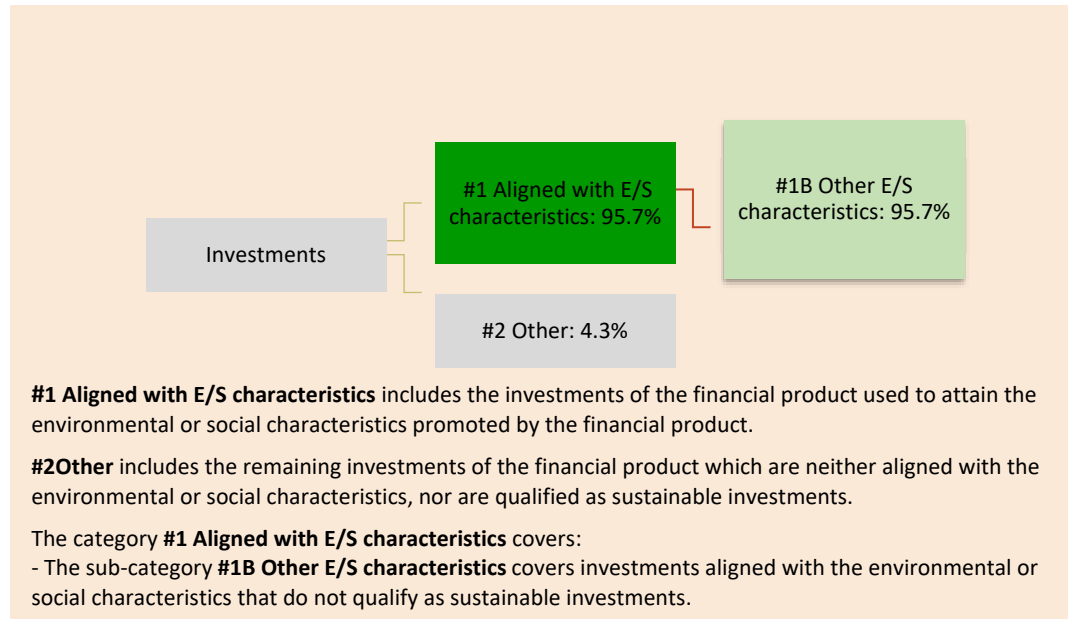 Investments
#1 Aligned with E/S
characteristics: 95.7%
#1B Other E/S
characteristics: 95.7%
#2 Other: 4.3%
#1 Aligned with E/S characteristics includes the investments of the financial product used to attain the
environmental or social characteristics promoted by the financial product.
#2Other includes the remaining investments of the financial product which are neither aligned with the
environmental or social characteristics, nor are qualified as sustainable investments.
The category #1 Aligned with E/S characteristics covers:
- The sub-category #1B Other E/S characteristics covers investments aligned with the environmental or
social characteristics that do not qualify as sustainable investments.